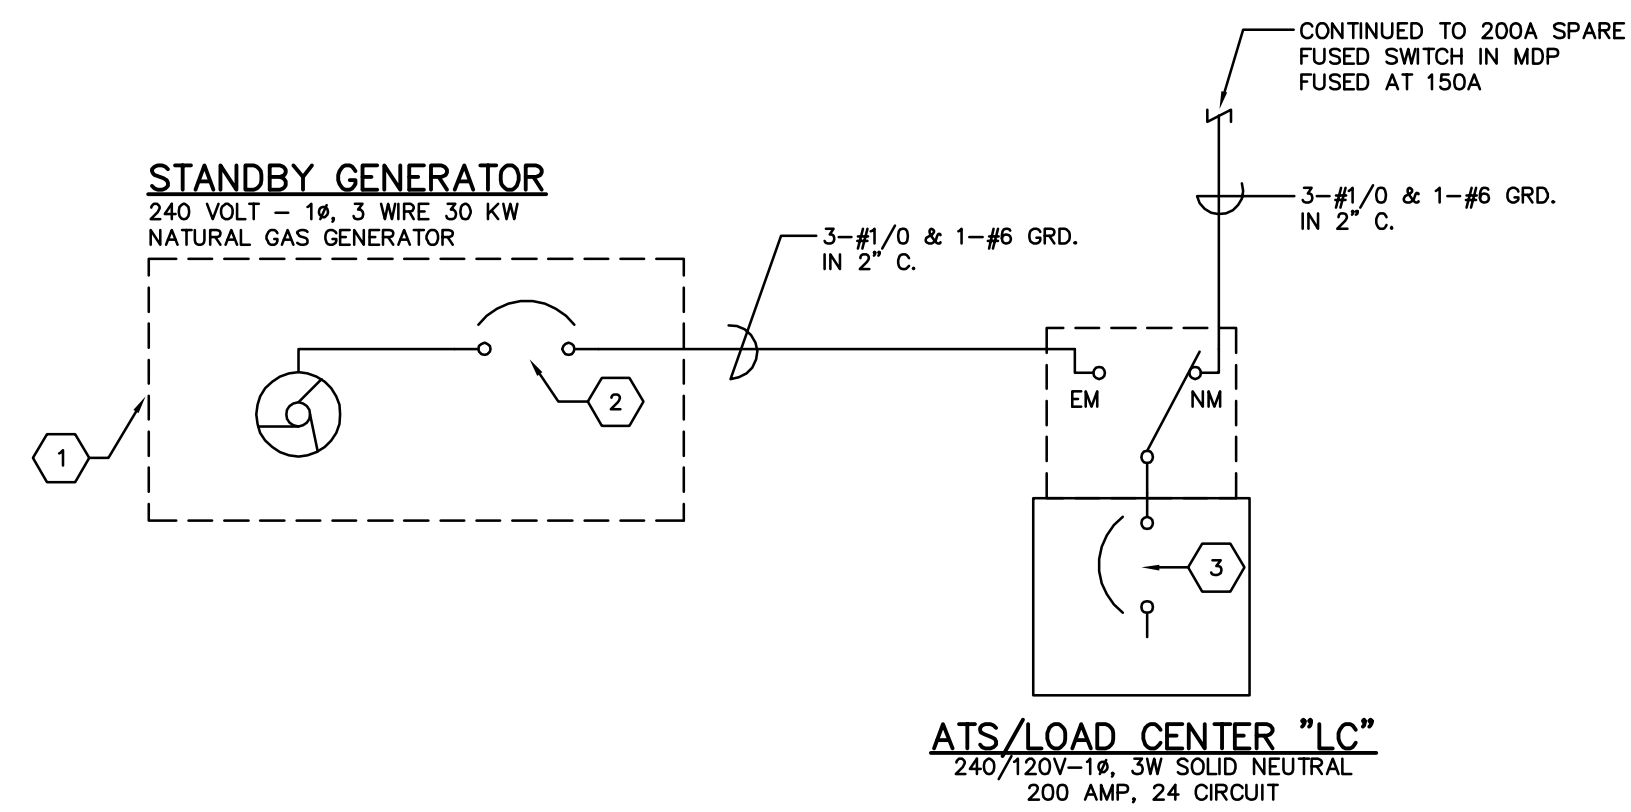 CONTINUED TO 200A SPARE
FUSED SWITCH IN MDP
FUSED AT 150A
STANDBY GENERATOR
240 VOLT - 1ø, 3 WIRE 30 KW
NATURAL GAS GENERATOR
3-#1/0 & 1-#6 GRD.
IN 2" C.
3-#1/0 & 1-#6 GRD.
IN 2" C.
EM
NM
2
1
3
ATS/LOAD CENTER "LC"
240/120V-1ø, 3W SOLID NEUTRAL
200 AMP, 24 CIRCUIT